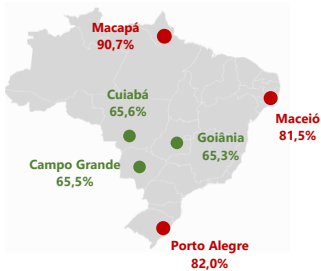 Macapá
90,7%
Cuiabá
65,6%
Maceió
81,5%
Goiânia
65,3%
Campo Grande
65,5%
Porto Alegre
82,0%